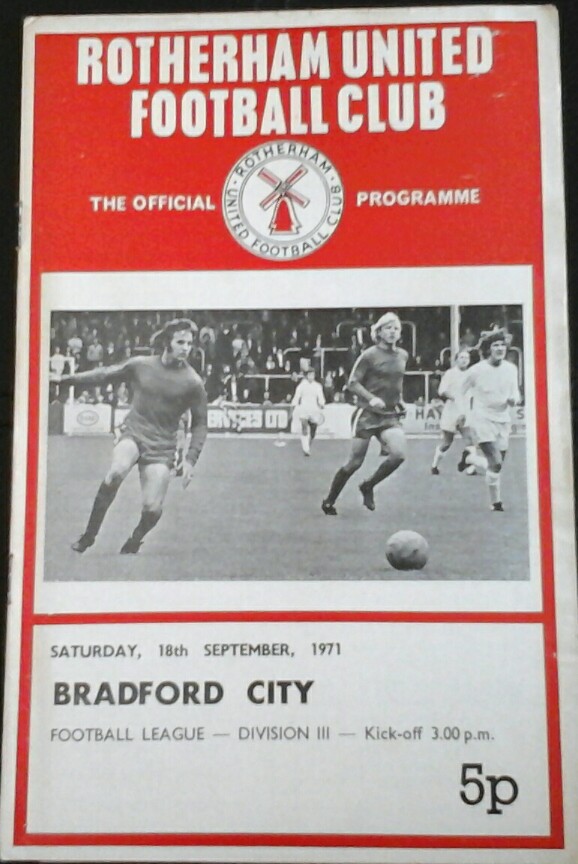 ROTHERHAM UNITED
FOOTBALL CLUB
THE OFFICIAL
ROTHERHAM
UNITED FOOTBALL CLUB
PROGRAMME
SATURDAY, 18th SEPTEMBER, 1971
BRADFORD CITY
FOOTBALL LEAGUE — DIVISION III — Kick-off 3.00 p.m.
5p